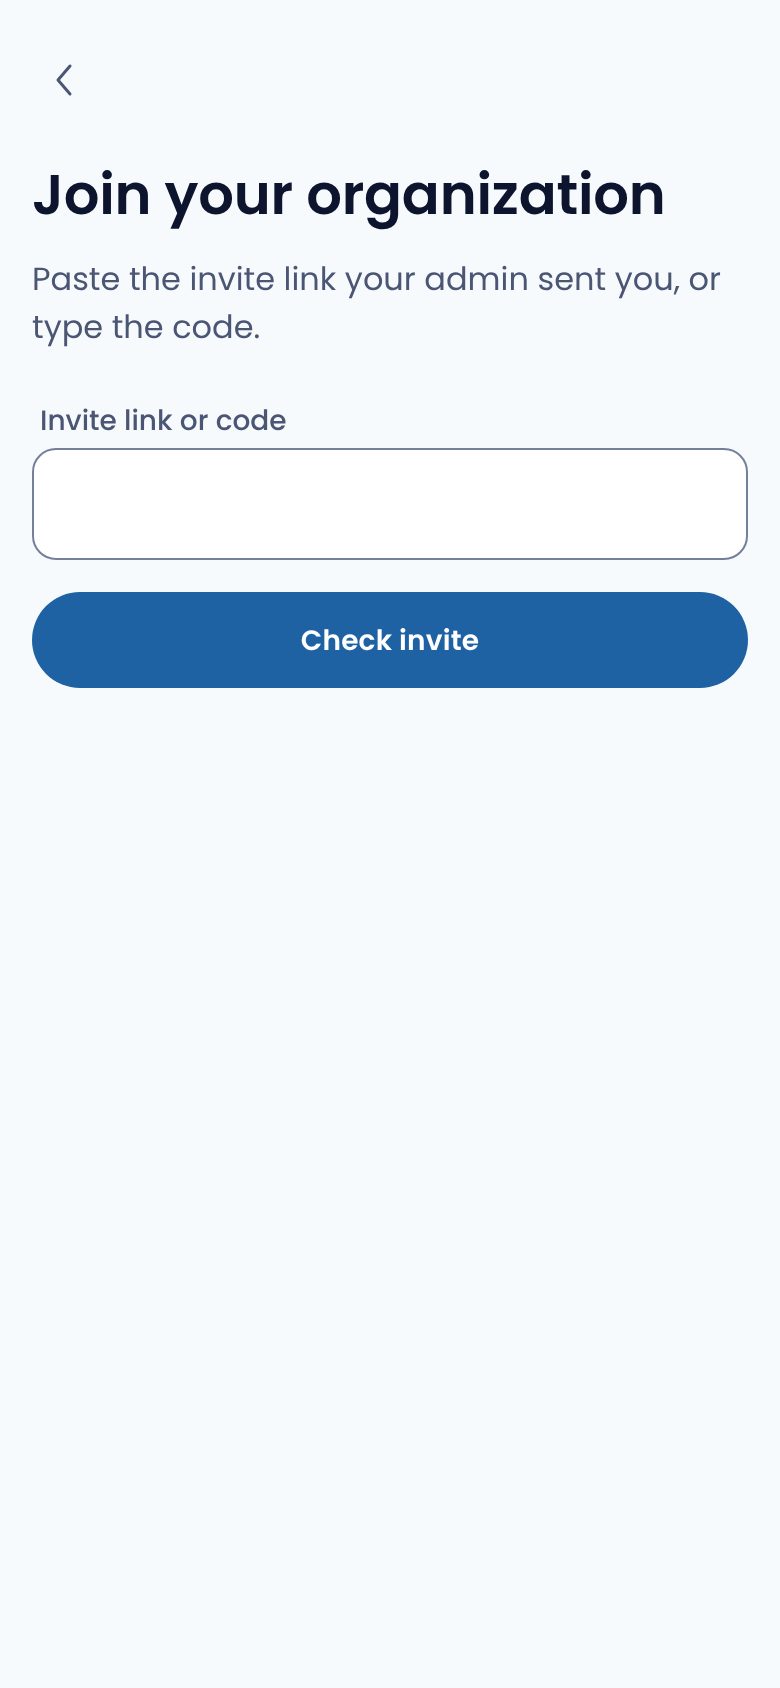 Join your organization
Paste the invite link your admin sent you, or
type the code.
Invite link or code
Check invite